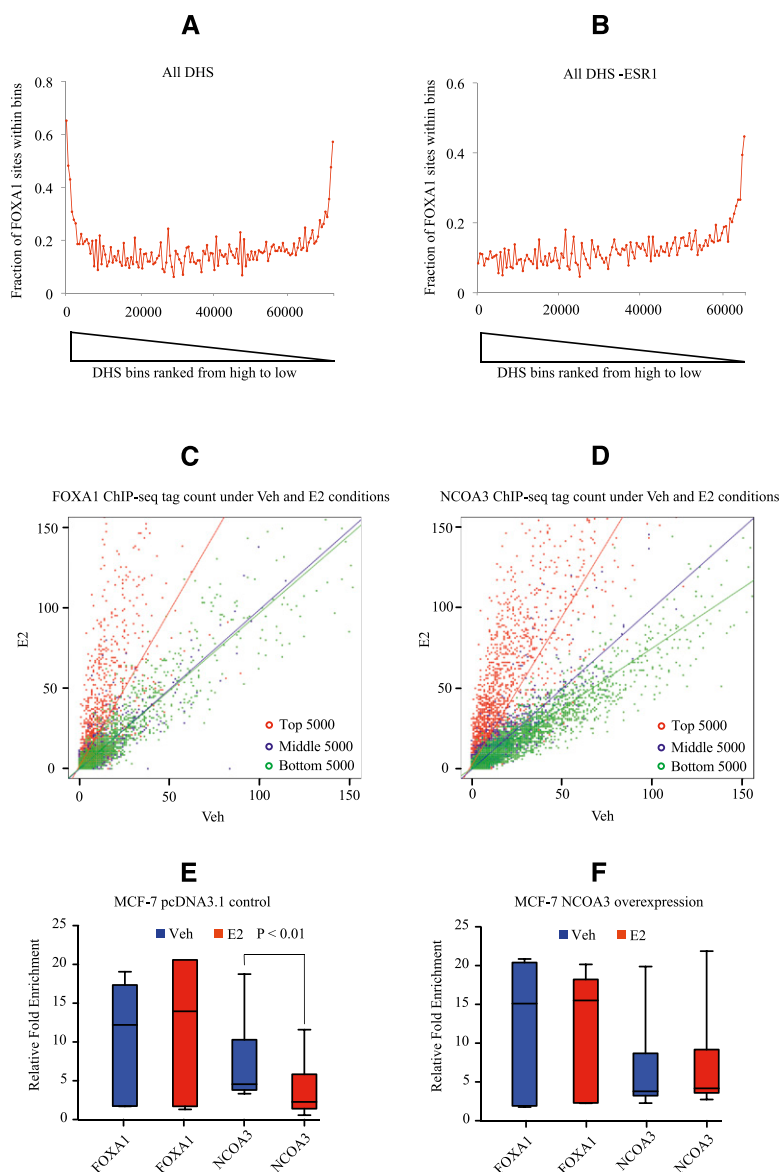 A
All DHS
Fraction of FOXA1 sites within bins
0.8
0.6
0.4
0.2
0
0
20000
40000
60000
DHS bins ranked from high to low
B
All DHS -ESR1
Fraction of FOXA1 sites within bins
0.6
0.4
0.2
0
0
20000
40000
60000
DHS bins ranked from high to low
C
FOXA1 ChIP-seq tag count under Veh and E2 conditions
150
100
50
0
E2
Top 5000
Middle 5000
Bottom 5000
0
50
100
150
Veh
D
NCOA3 ChIP-seq tag count under Veh and E2 conditions
150
100
50
0
E2
Top 5000
Middle 5000
Bottom 5000
0
50
100
150
Veh
E
MCF-7 pcDNA3.1 control
Veh E2 P < 0.01
Relative Fold Enrichment
25
20
15
10
5
0
FOXA1
FOXA1
NCOA3
NCOA3
F
MCF-7 NCOA3 overexpression
Veh E2
Relative Fold Enrichment
25
20
15
10
5
0
FOXA1
FOXA1
NCOA3
NCOA3